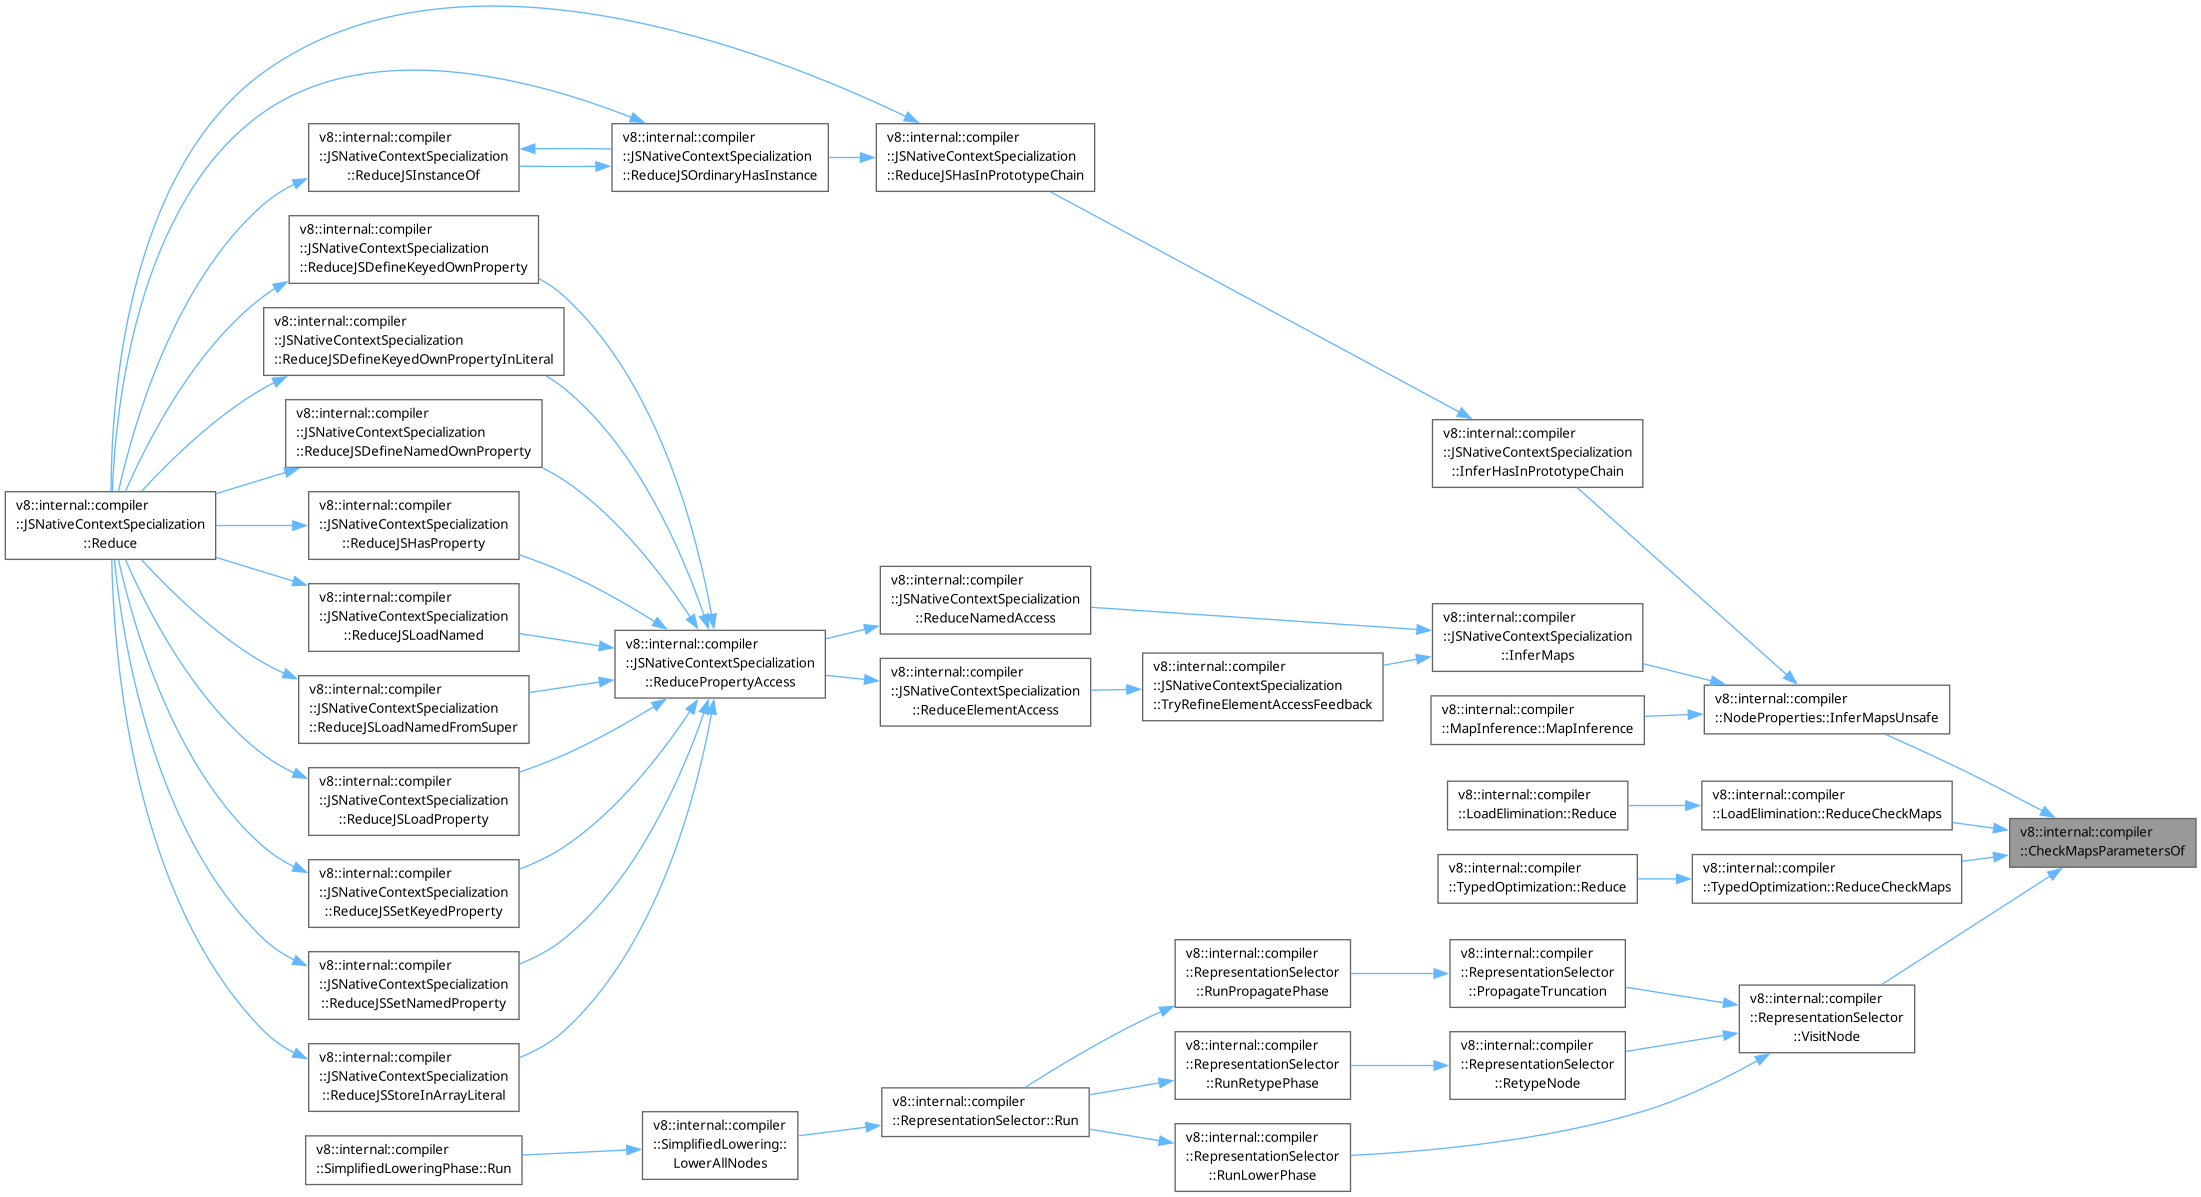 v8::internal::compiler
::JSNativeContextSpecialization
::Reduce
v8::internal::compiler
::JSNativeContextSpecialization
::ReduceJSInstanceOf
v8::internal::compiler
::JSNativeContextSpecialization
::ReduceJSDefineKeyedOwnProperty
v8::internal::compiler
::JSNativeContextSpecialization
::ReduceJSDefineKeyedOwnPropertyInLiteral
v8::internal::compiler
::JSNativeContextSpecialization
::ReduceJSDefineNamedOwnProperty
v8::internal::compiler
::JSNativeContextSpecialization
::ReduceJSHasProperty
v8::internal::compiler
::JSNativeContextSpecialization
::ReduceJSLoadNamed
v8::internal::compiler
::JSNativeContextSpecialization
::ReduceJSLoadNamedFromSuper
v8::internal::compiler
::JSNativeContextSpecialization
::ReduceJSLoadProperty
v8::internal::compiler
::JSNativeContextSpecialization
::ReduceJSSetKeyedProperty
v8::internal::compiler
::JSNativeContextSpecialization
::ReduceJSSetNamedProperty
v8::internal::compiler
::JSNativeContextSpecialization
::ReduceJSStoreInArrayLiteral
v8::internal::compiler
::SimplifiedLoweringPhase::Run
v8::internal::compiler
::JSNativeContextSpecialization
::ReduceJSOrdinaryHasInstance
v8::internal::compiler
::JSNativeContextSpecialization
::ReducePropertyAccess
v8::internal::compiler
::SimplifiedLowering::
LowerAllNodes
v8::internal::compiler
::JSNativeContextSpecialization
::ReduceJSHasInPrototypeChain
v8::internal::compiler
::JSNativeContextSpecialization
::ReduceNamedAccess
v8::internal::compiler
::JSNativeContextSpecialization
::ReduceElementAccess
v8::internal::compiler
::RepresentationSelector::Run
v8::internal::compiler
::JSNativeContextSpecialization
::TryRefineElementAccessFeedback
v8::internal::compiler
::RepresentationSelector
::RunPropagatePhase
v8::internal::compiler
::RepresentationSelector
::RunRetypePhase
v8::internal::compiler
::RepresentationSelector
::RunLowerPhase
v8::internal::compiler
::JSNativeContextSpecialization
::InferHasInPrototypeChain
v8::internal::compiler
::JSNativeContextSpecialization
::InferMaps
v8::internal::compiler
::MapInference::MapInference
v8::internal::compiler
::LoadElimination::Reduce
v8::internal::compiler
::TypedOptimization::Reduce
v8::internal::compiler
::RepresentationSelector
::PropagateTruncation
v8::internal::compiler
::RepresentationSelector
::RetypeNode
v8::internal::compiler
::NodeProperties::InferMapsUnsafe
v8::internal::compiler
::LoadElimination::ReduceCheckMaps
v8::internal::compiler
::TypedOptimization::ReduceCheckMaps
v8::internal::compiler
::RepresentationSelector
::VisitNode
v8::internal::compiler
::CheckMapsParametersOf